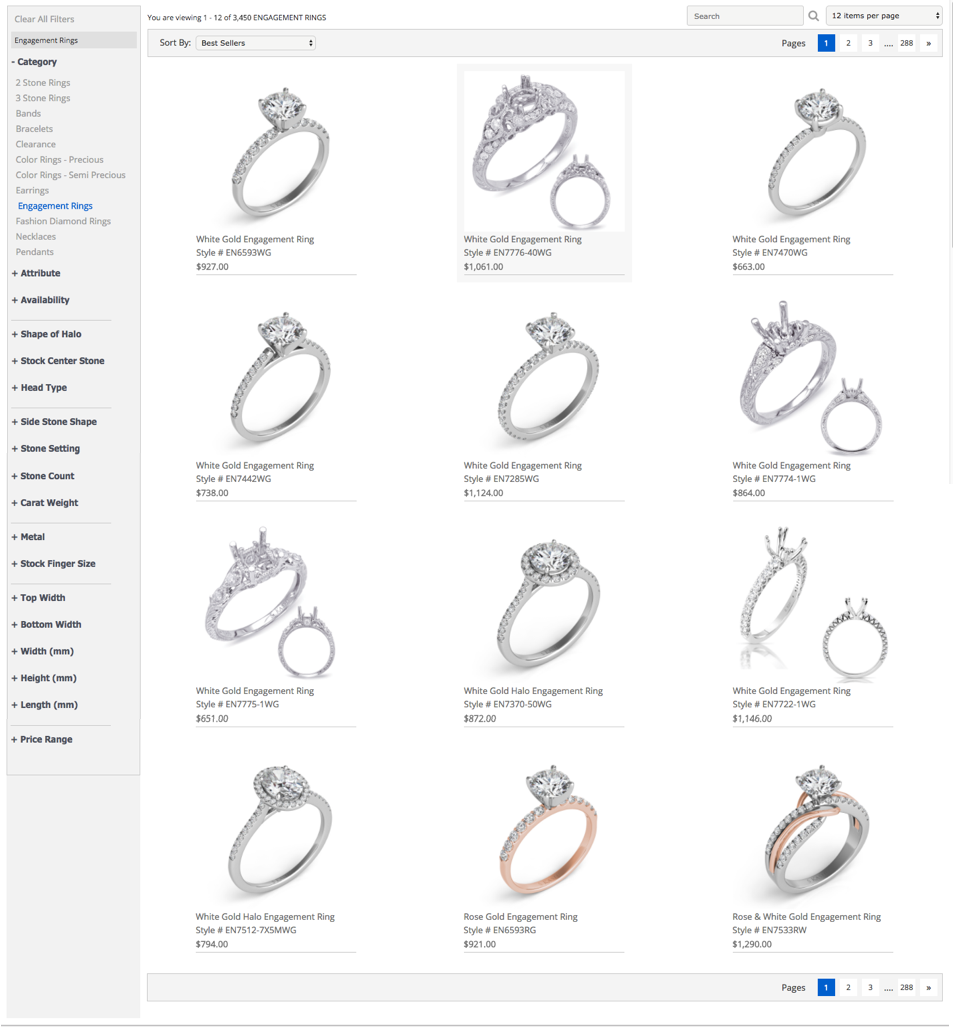 Clear All Filters
Engagement Rings
- Category
2 Stone Rings
3 Stone Rings
Bands
Bracelets
Clearance
Color Rings - Precious
Color Rings - Semi Precious
Earrings
Engagement Rings
Fashion Diamond Rings
Necklaces
Pendants
+ Attribute
+ Availability
+ Shape of Halo
+ Stock Center Stone
+ Head Type
+ Side Stone Shape
+ Stone Setting
+ Stone Count
+ Carat Weight
+ Metal
+ Stock Finger Size
+ Top Width
+ Bottom Width
+ Width (mm)
+ Height (mm)
+ Length (mm)
+ Price Range
You are viewing 1 - 12 of 3,450 ENGAGEMENT RINGS
Search
12 items per page
Sort By: Best Sellers
Pages 1 2 3 .... 288 »
White Gold Engagement Ring
Style # EN6593WG
$927.00
White Gold Engagement Ring
Style # EN7776-40WG
$1,061.00
White Gold Engagement Ring
Style # EN7470WG
$663.00
White Gold Engagement Ring
Style # EN7442WG
$738.00
White Gold Engagement Ring
Style # EN7285WG
$1,124.00
White Gold Engagement Ring
Style # EN7774-1WG
$864.00
White Gold Engagement Ring
Style # EN7775-1WG
$651.00
White Gold Halo Engagement Ring
Style # EN7370-50WG
$872.00
White Gold Engagement Ring
Style # EN7722-1WG
$1,146.00
White Gold Halo Engagement Ring
Style # EN7512-7X5MWG
$794.00
Rose Gold Engagement Ring
Style # EN6593RG
$921.00
Rose & White Gold Engagement Ring
Style # EN7533RW
$1,290.00
Pages 1 2 3 .... 288 »